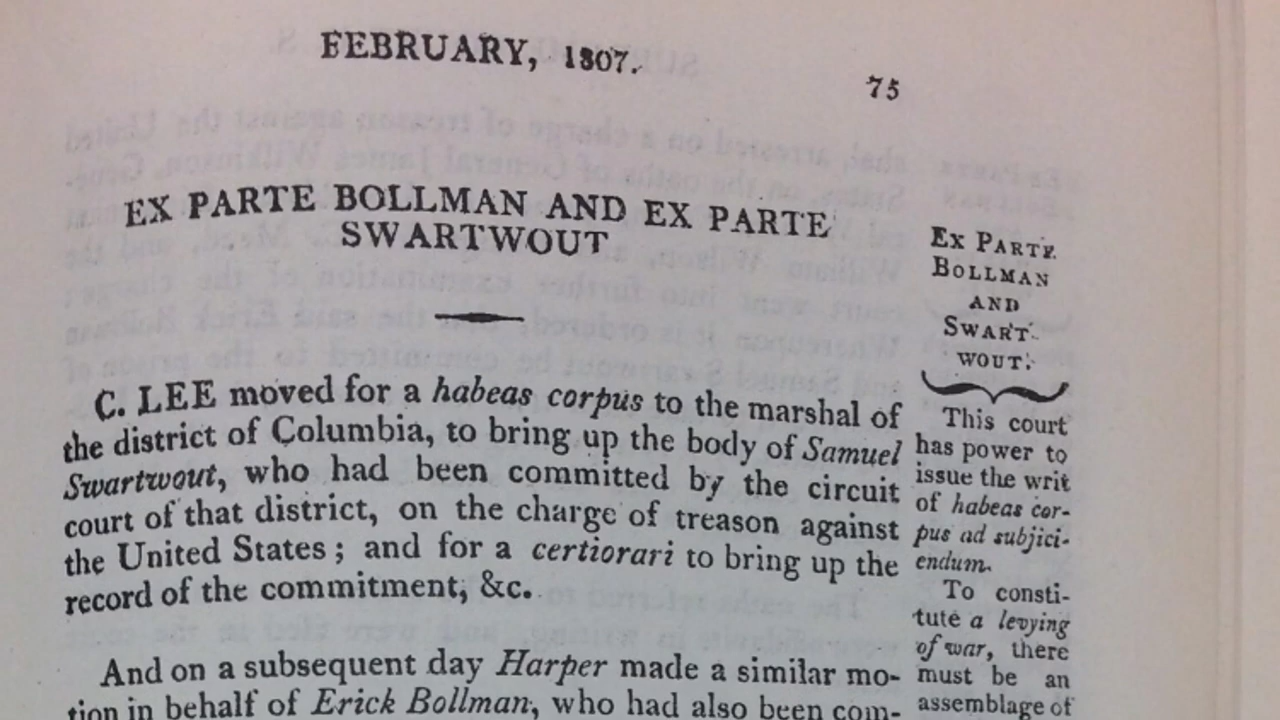 FEBRUARY, 1807.
75
EX PARTE BOLLMAN AND EX PARTE
SWARTWOUT
C. LEE moved for a habeas corpus to the marshal of
the district of Columbia, to bring up the body of Samuel
Swartwout, who had been committed by the circuit
court of that district, on the charge of treason against
the United States; and for a certiorari to bring up the
record of the commitment, &c.
And on a subsequent day Harper made a similar mo-
tion in behalf of Erick Bollman, who had also been com-
EX PARTE
BOLLMAN
AND
SWART-
WOUT.
This court
has power to
issue the writ
of habeas cor-
pus ad subjici-
endum.
To consti-
tute a levying
of war, there
must be an
assemblage of